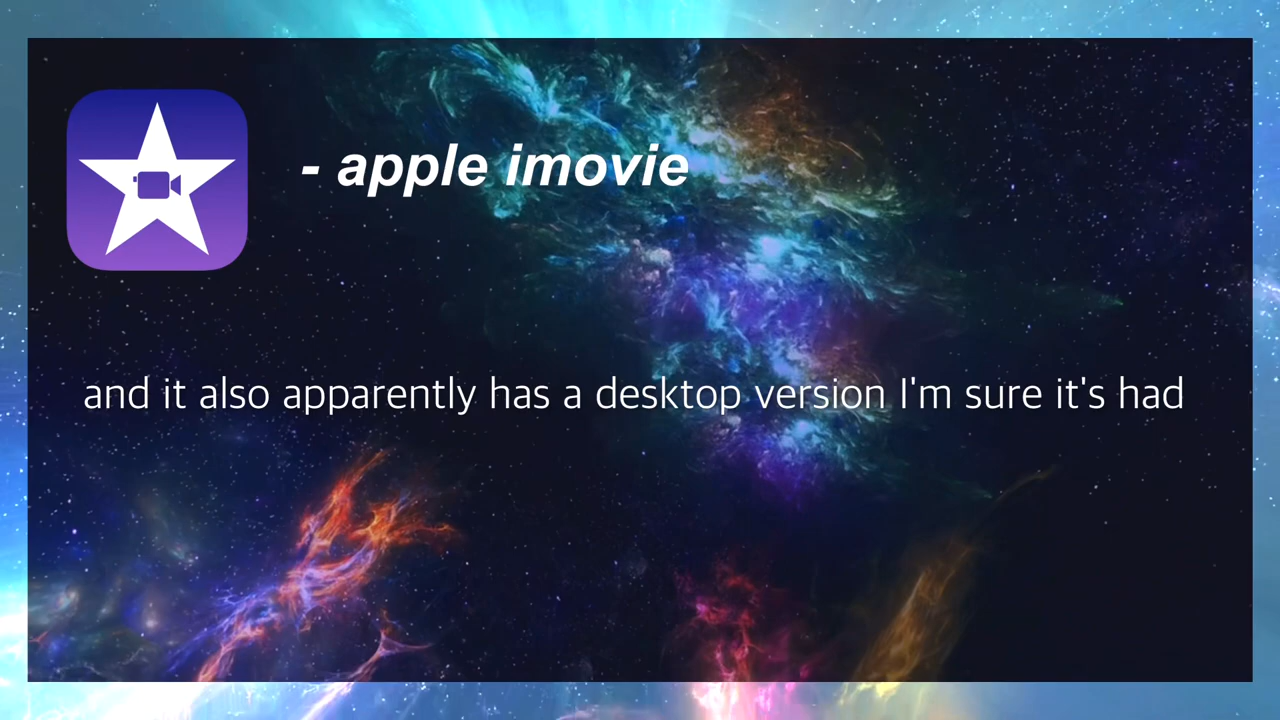 - apple imovie
and it also apparently has a desktop version I'm sure it's had